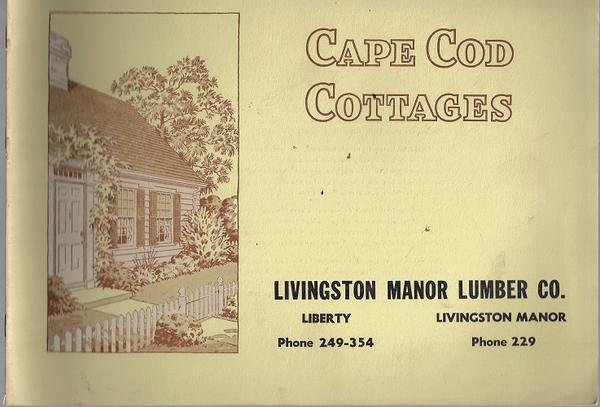 CAPE COD
COTTAGES
LIVINGSTON MANOR LUMBER CO.
LIBERTY LIVINGSTON MANOR
Phone 249-354 Phone 229